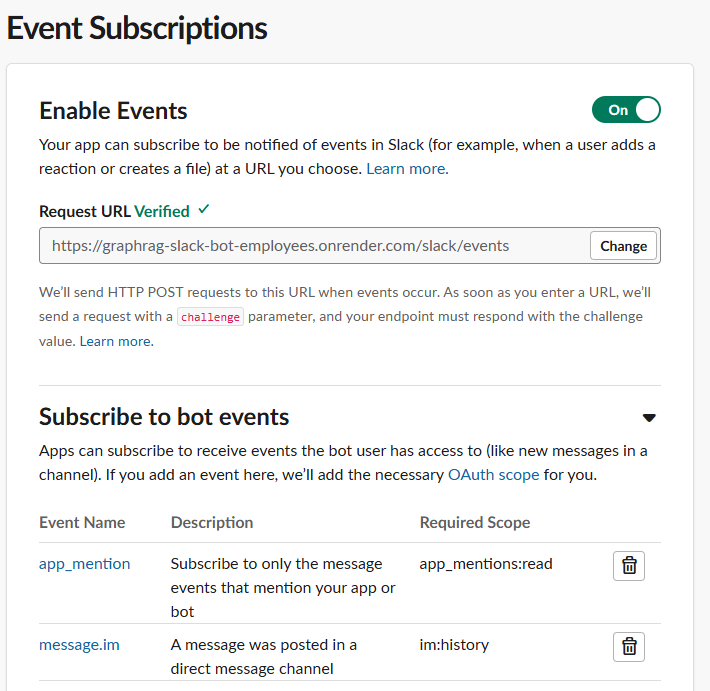 Event Subscriptions
Enable Events
On
Your app can subscribe to be notified of events in Slack (for example, when a user adds a
reaction or creates a file) at a URL you choose. Learn more.
Request URL Verified ✓
https://graphrag-slack-bot-employees.onrender.com/slack/events
Change
We’ll send HTTP POST requests to this URL when events occur. As soon as you enter a URL, we’ll
send a request with a challenge parameter, and your endpoint must respond with the challenge
value. Learn more.
Subscribe to bot events
Apps can subscribe to receive events the bot user has access to (like new messages in a
channel). If you add an event here, we’ll add the necessary OAuth scope for you.
Event Name Description Required Scope
app_mention Subscribe to only the message app_mentions:read
events that mention your app or
bot
message.im A message was posted in a im:history
direct message channel